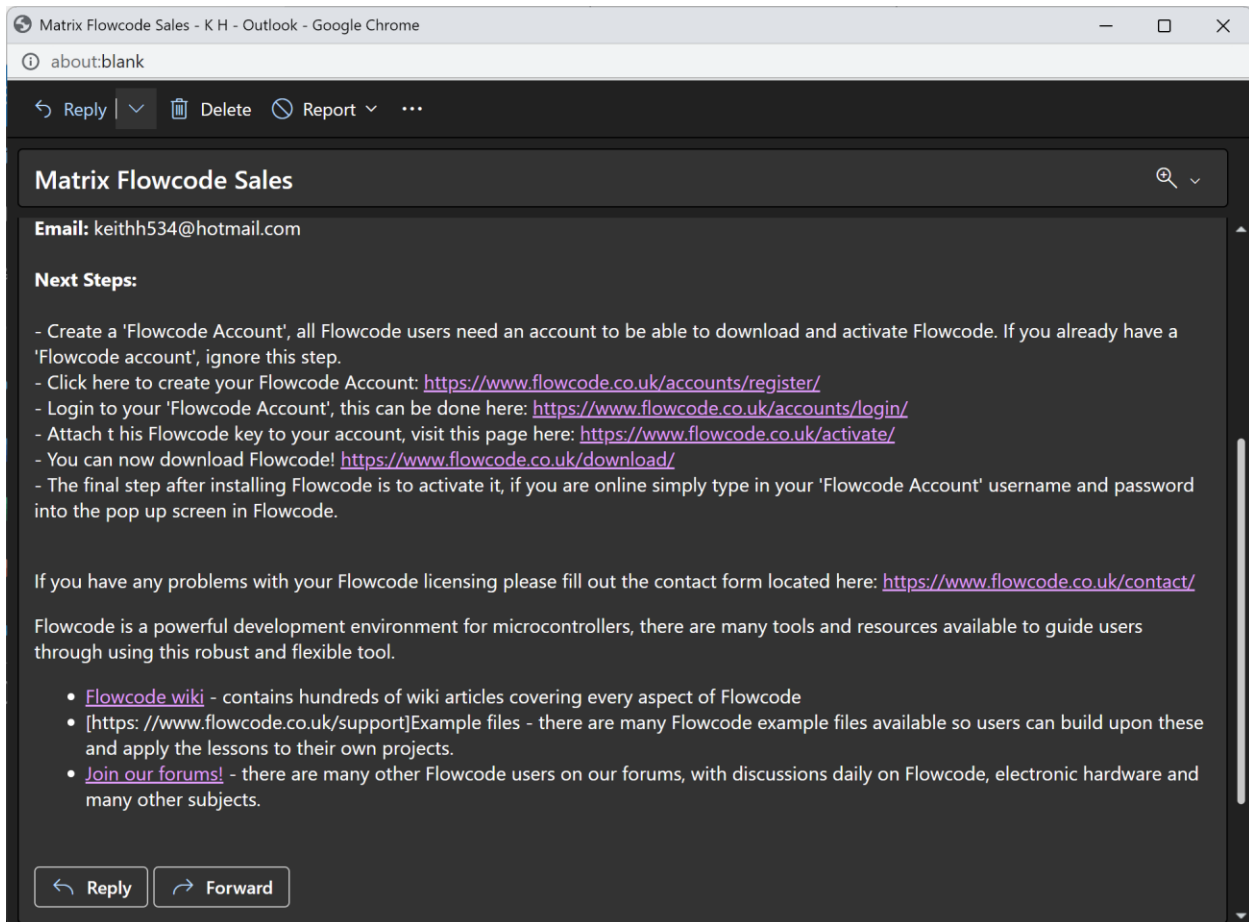 Matrix Flowcode Sales - K H - Outlook - Google Chrome
about:blank
Reply Delete Report ...
Matrix Flowcode Sales
Email: keithh534@hotmail.com
Next Steps:
- Create a 'Flowcode Account', all Flowcode users need an account to be able to download and activate Flowcode. If you already have a
'Flowcode account', ignore this step.
- Click here to create your Flowcode Account: https://www.flowcode.co.uk/accounts/register/
- Login to your 'Flowcode Account', this can be done here: https://www.flowcode.co.uk/accounts/login/
- Attach t his Flowcode key to your account, visit this page here: https://www.flowcode.co.uk/activate/
- You can now download Flowcode! https://www.flowcode.co.uk/download/
- The final step after installing Flowcode is to activate it, if you are online simply type in your 'Flowcode Account' username and password
into the pop up screen in Flowcode.
If you have any problems with your Flowcode licensing please fill out the contact form located here: https://www.flowcode.co.uk/contact/
Flowcode is a powerful development environment for microcontrollers, there are many tools and resources available to guide users
through using this robust and flexible tool.
• Flowcode wiki - contains hundreds of wiki articles covering every aspect of Flowcode
• [https: //www.flowcode.co.uk/support]Example files - there are many Flowcode example files available so users can build upon these
and apply the lessons to their own projects.
• Join our forums! - there are many other Flowcode users on our forums, with discussions daily on Flowcode, electronic hardware and
many other subjects.
Reply Forward